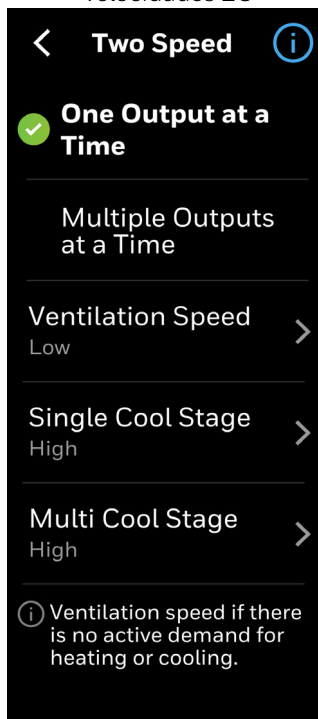 Two Speed
One Output at a
Time
Multiple Outputs
at a Time
Ventilation Speed
Low
Single Cool Stage
High
Multi Cool Stage
High
Ventilation speed if there
is no active demand for
heating or cooling.